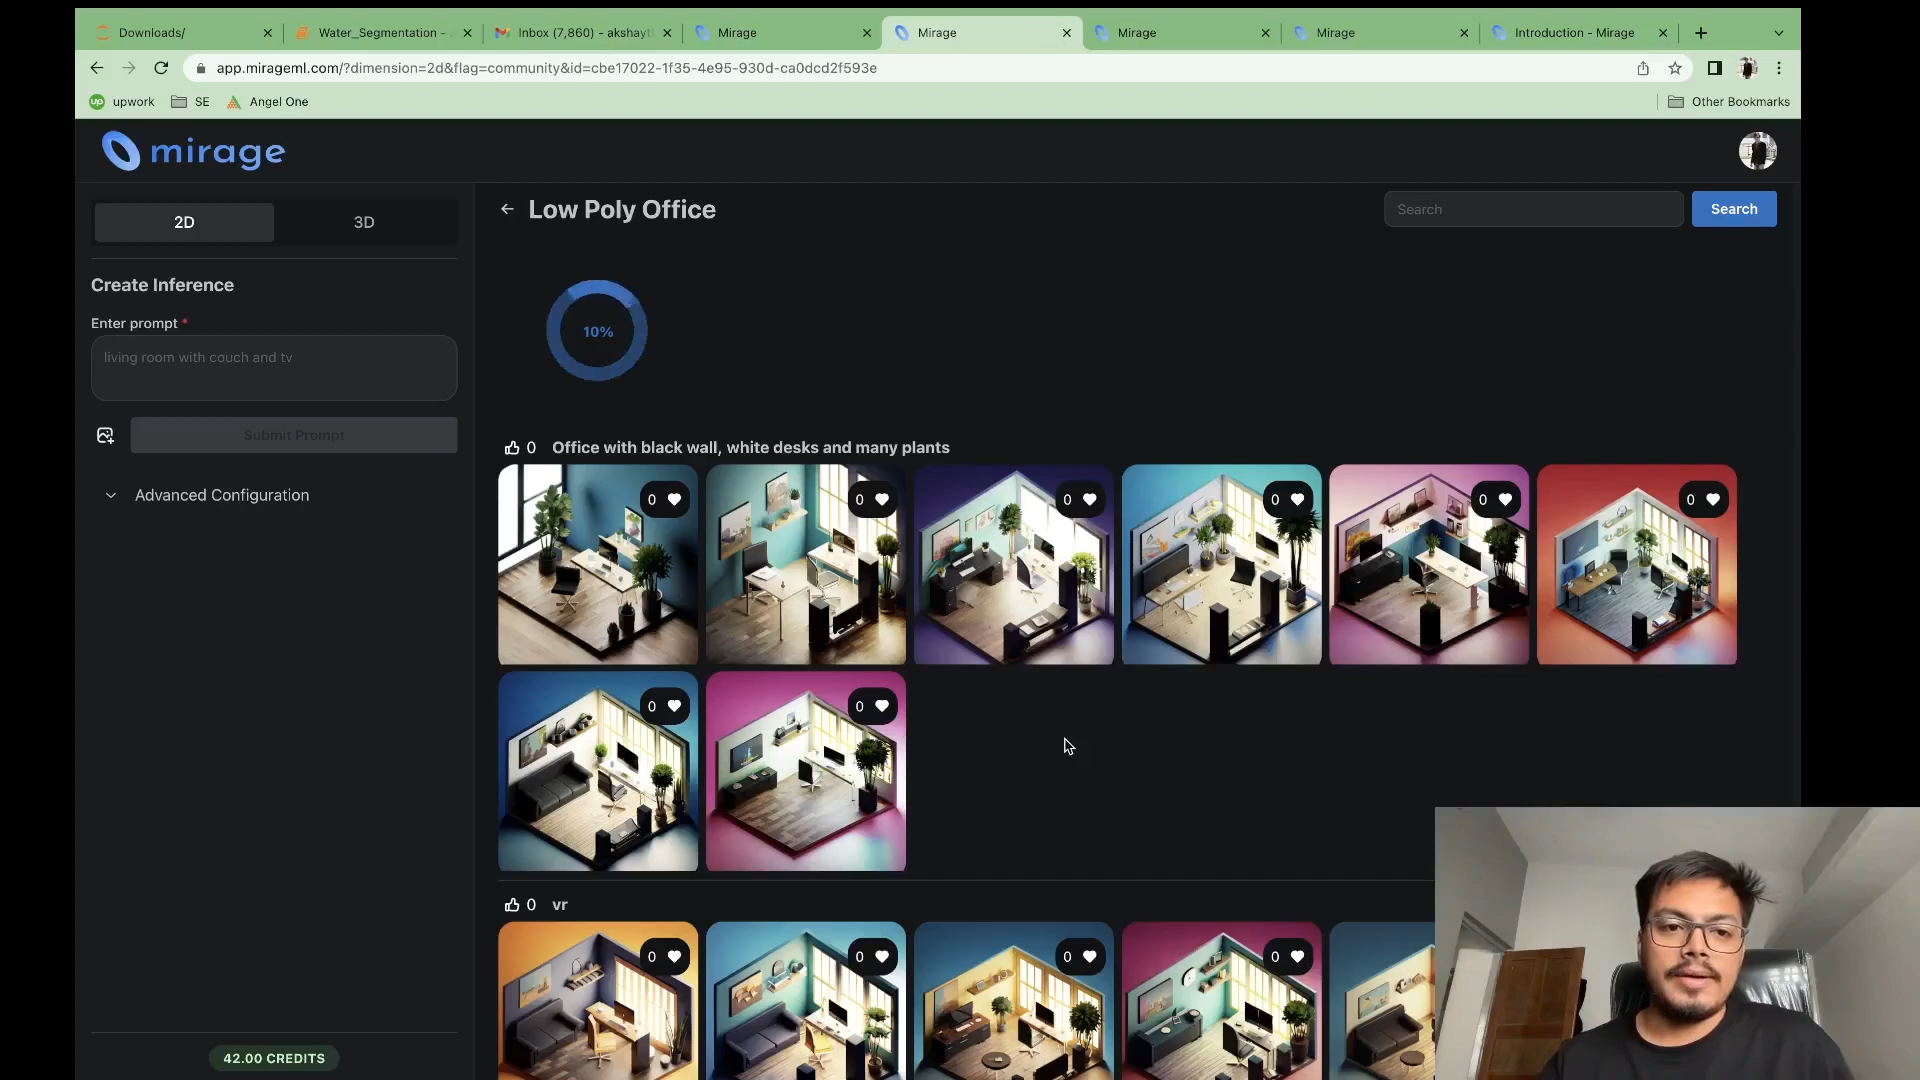 Downloads/
Water_Segmentation -
Inbox (7,860) - akshayt
Mirage
Mirage
Mirage
Mirage
Introduction - Mirage
app.mirageml.com/?dimension=2d&flag=community&id=cbe17022-1f35-4e95-930d-ca0dcd2f593e
up upwork
SE
Angel One
Other Bookmarks
mirage
2D
3D
Low Poly Office
Search
Search
Create Inference
Enter prompt *
living room with couch and tv
Submit Prompt
Advanced Configuration
10%
0 Office with black wall, white desks and many plants
0
0
0
0
0
0
0
0
0 vr
0
0
0
0
42.00 CREDITS